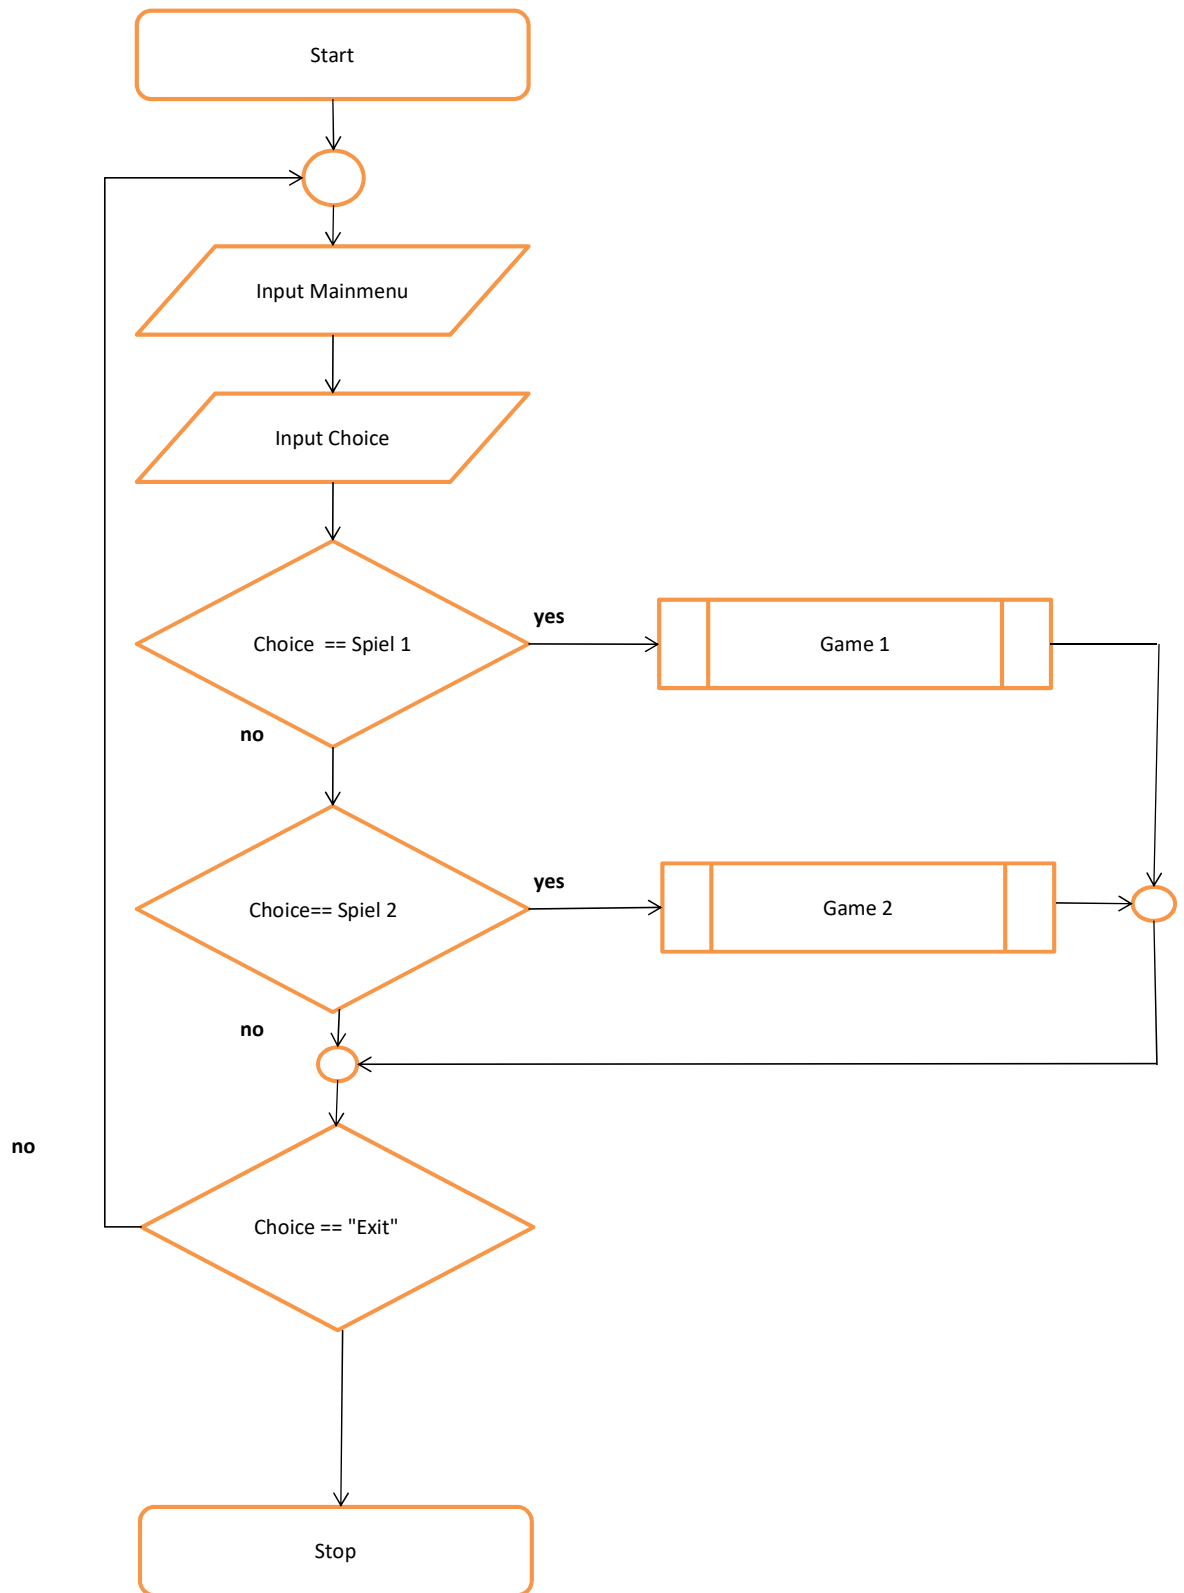 Start
Input Mainmenu
Input Choice
Choice  == Spiel 1
yes
Game 1
no
Choice== Spiel 2
yes
Game 2
no
no
Choice == "Exit"
Stop